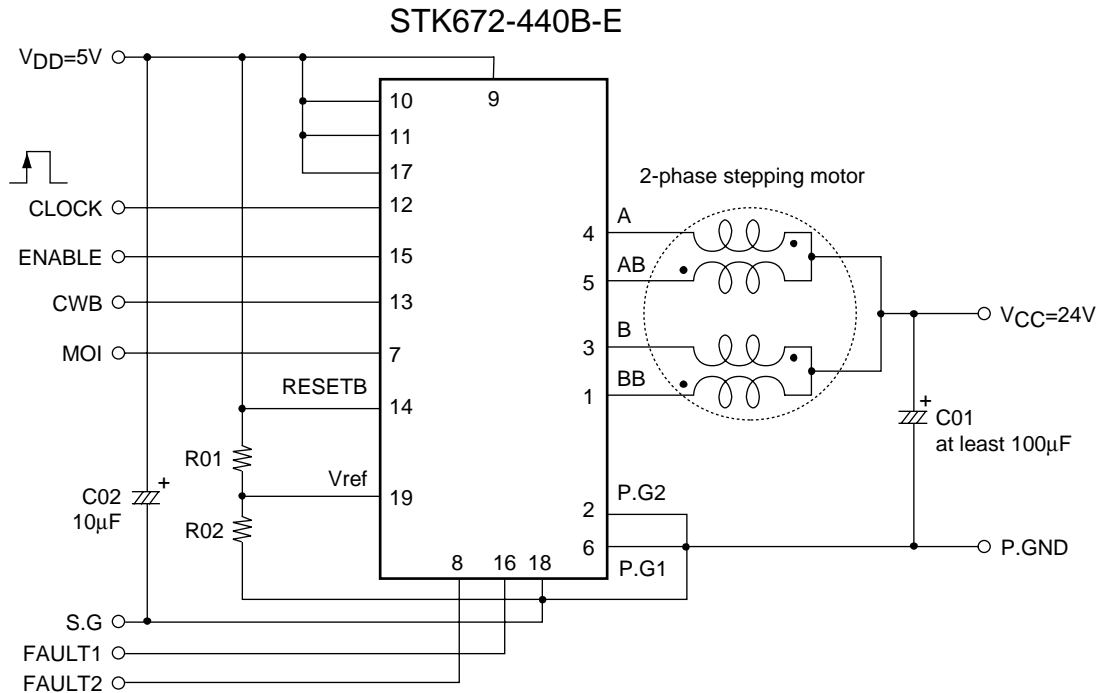 STK672-440B-E
VDD=5V
9
10
11
17
CLOCK
12
ENABLE
15
CWB
13
MOI
7
RESETB
14
R01
Vref
19
R02
C02
+
10μF
2-phase stepping motor
A
4
AB
5
B
3
BB
1
VCC=24V
+
C01
at least 100μF
P.G2
2
6
P.G1
P.GND
8 16 18
S.G
FAULT1
FAULT2